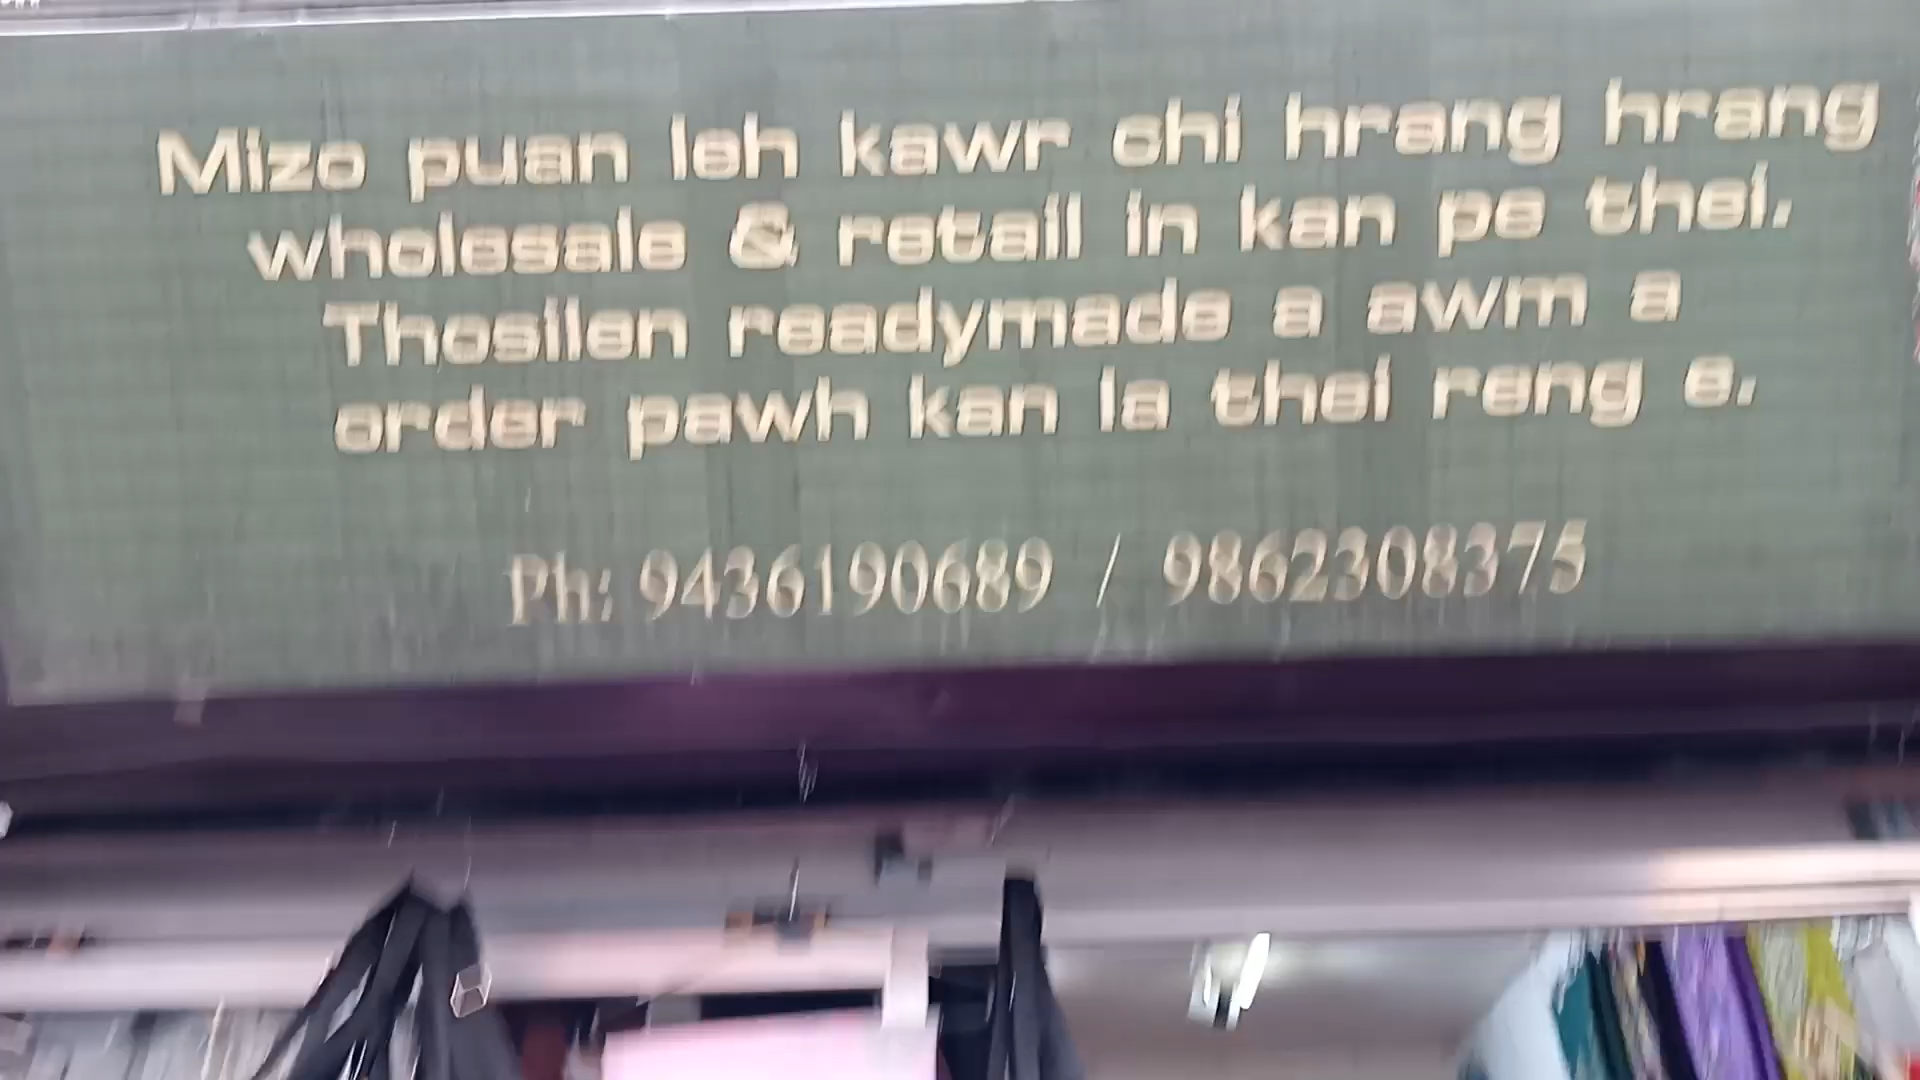 Mizo puan leh kawr chi hrang hrang
wholesale & retail in kan pe thei.
Thosilen readymade a awm a
order pawh kan la thei reng e.
Ph: 9436190689 / 9862308375